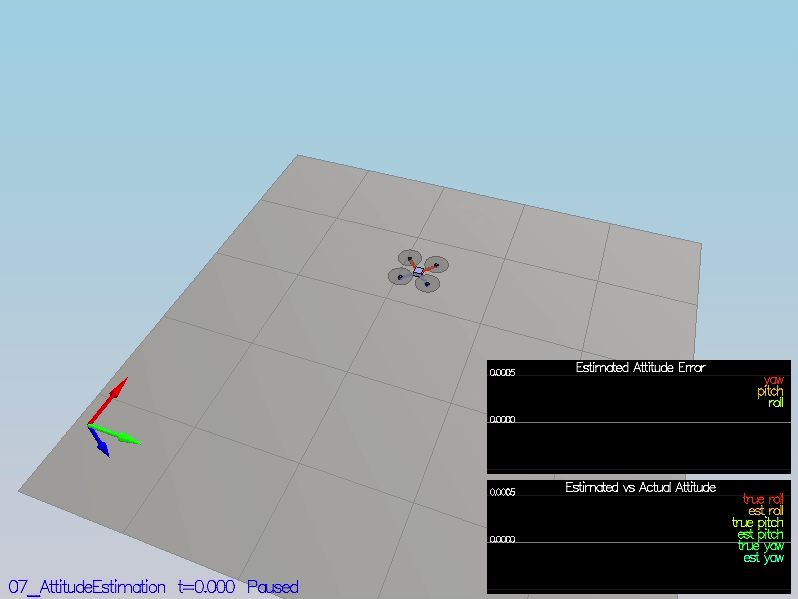 Estimated Attitude Error
0.0005
yaw
pitch
roll
0.0000
Estimated vs Actual Attitude
0.0005
true roll
est roll
true pitch
est pitch
0.0000
true yaw
est yaw
07_AttitudeEstimation t=0.000 Paused